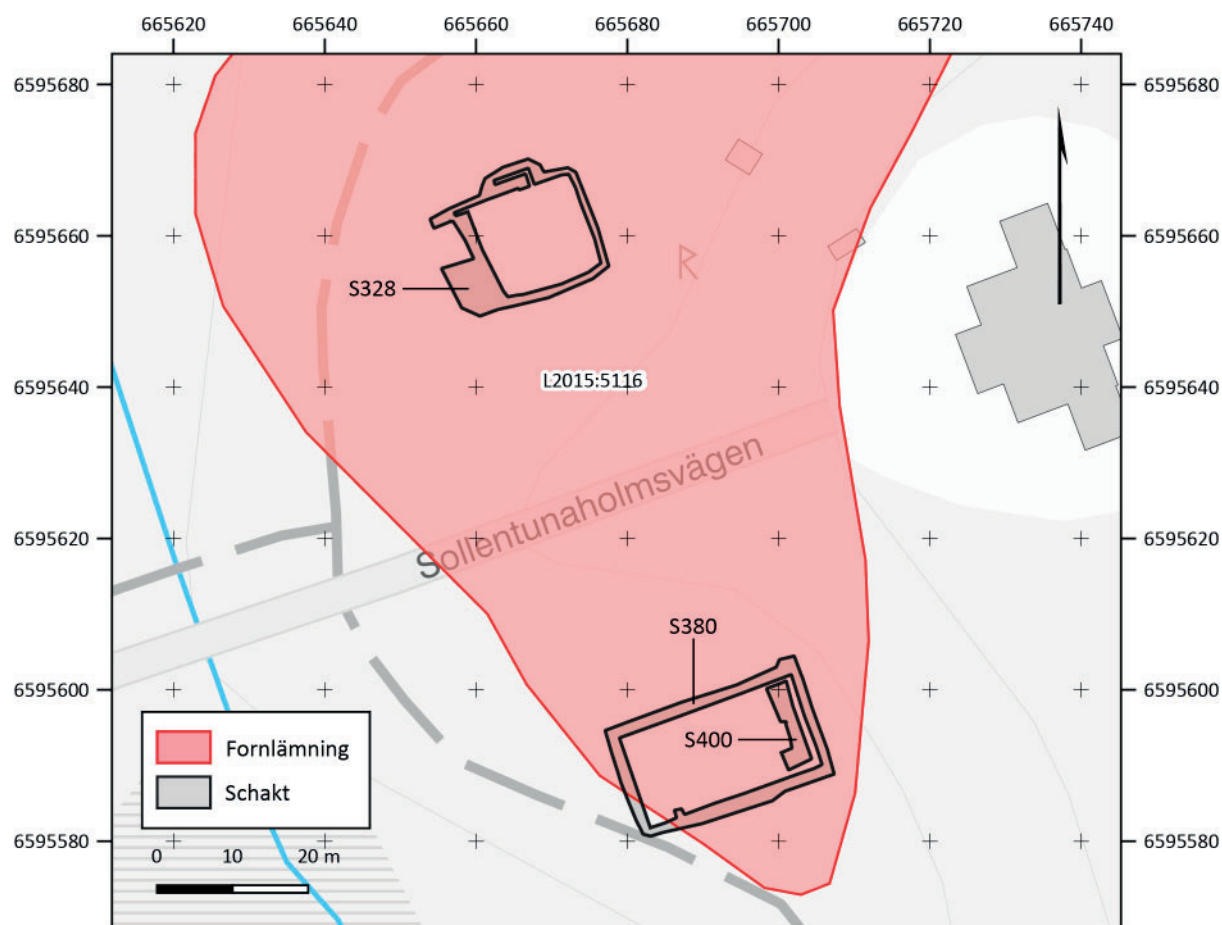 665620 665640 665660 665680 665700 665720 665740
6595680 6595680
6595660 6595660
R
S328
6595640 L2015:5116 6595640
Sollentunaholmsvägen
6595620 6595620
S380
6595600 6595600
S400
Fornlämning
Schakt
6595580 6595580
0 10 20 m